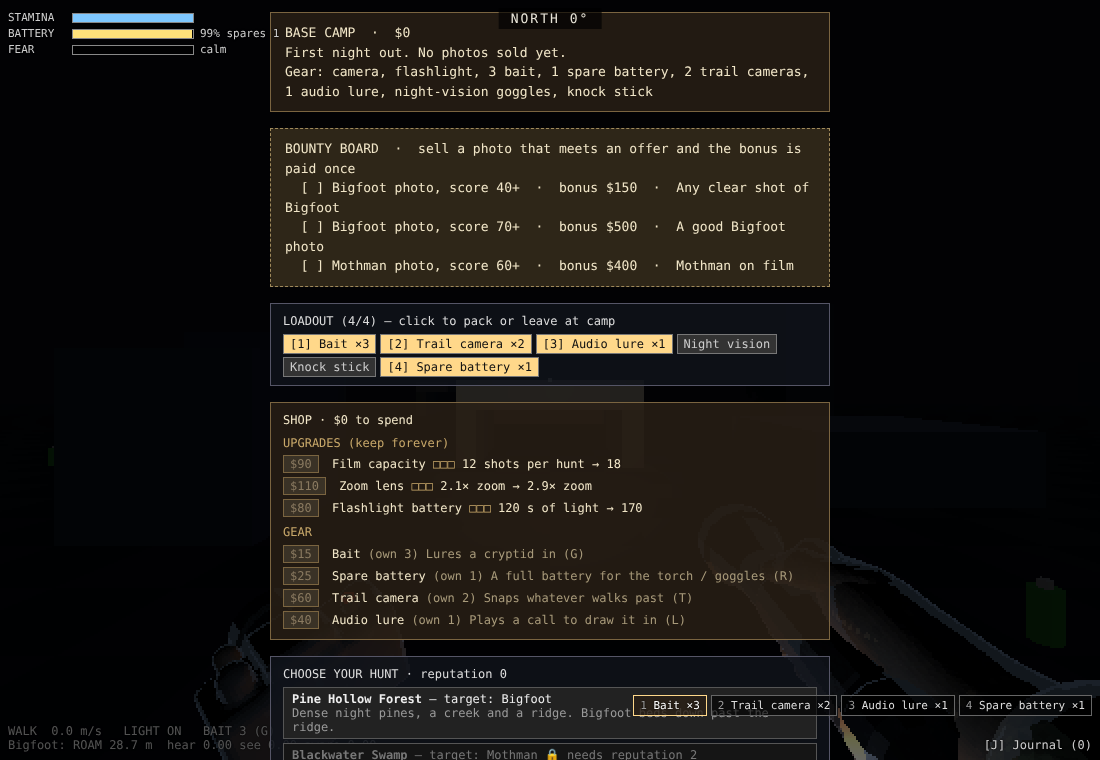 NORTH 0°
STAMINA
BATTERY 99% spares 1
FEAR calm
BASE CAMP · $0
First night out. No photos sold yet.
Gear: camera, flashlight, 3 bait, 1 spare battery, 2 trail cameras,
1 audio lure, night-vision goggles, knock stick
BOUNTY BOARD · sell a photo that meets an offer and the bonus is
paid once
[ ] Bigfoot photo, score 40+ · bonus $150 · Any clear shot of
Bigfoot
[ ] Bigfoot photo, score 70+ · bonus $500 · A good Bigfoot
photo
[ ] Mothman photo, score 60+ · bonus $400 · Mothman on film
LOADOUT (4/4) — click to pack or leave at camp
[1] Bait ×3 [2] Trail camera ×2 [3] Audio lure ×1 Night vision
Knock stick [4] Spare battery ×1
SHOP · $0 to spend
UPGRADES (keep forever)
$90 Film capacity □□□ 12 shots per hunt → 18
$110 Zoom lens □□□ 2.1× zoom → 2.9× zoom
$80 Flashlight battery □□□ 120 s of light → 170
GEAR
$15 Bait (own 3) Lures a cryptid in (G)
$25 Spare battery (own 1) A full battery for the torch / goggles (R)
$60 Trail camera (own 2) Snaps whatever walks past (T)
$40 Audio lure (own 1) Plays a call to draw it in (L)
CHOOSE YOUR HUNT · reputation 0
Pine Hollow Forest — target: Bigfoot
Dense night pines, a creek and a ridge. Bigfoot down past the
ridge.
Blackwater Swamp — target: Mothman 🔒 needs reputation 2
1 Bait ×3 2 Trail camera ×2 3 Audio lure ×1 4 Spare battery ×1
WALK 0.0 m/s LIGHT ON BAIT 3 (G
Bigfoot: ROAM 28.7 m hear 0.00 see
[J] Journal (0)